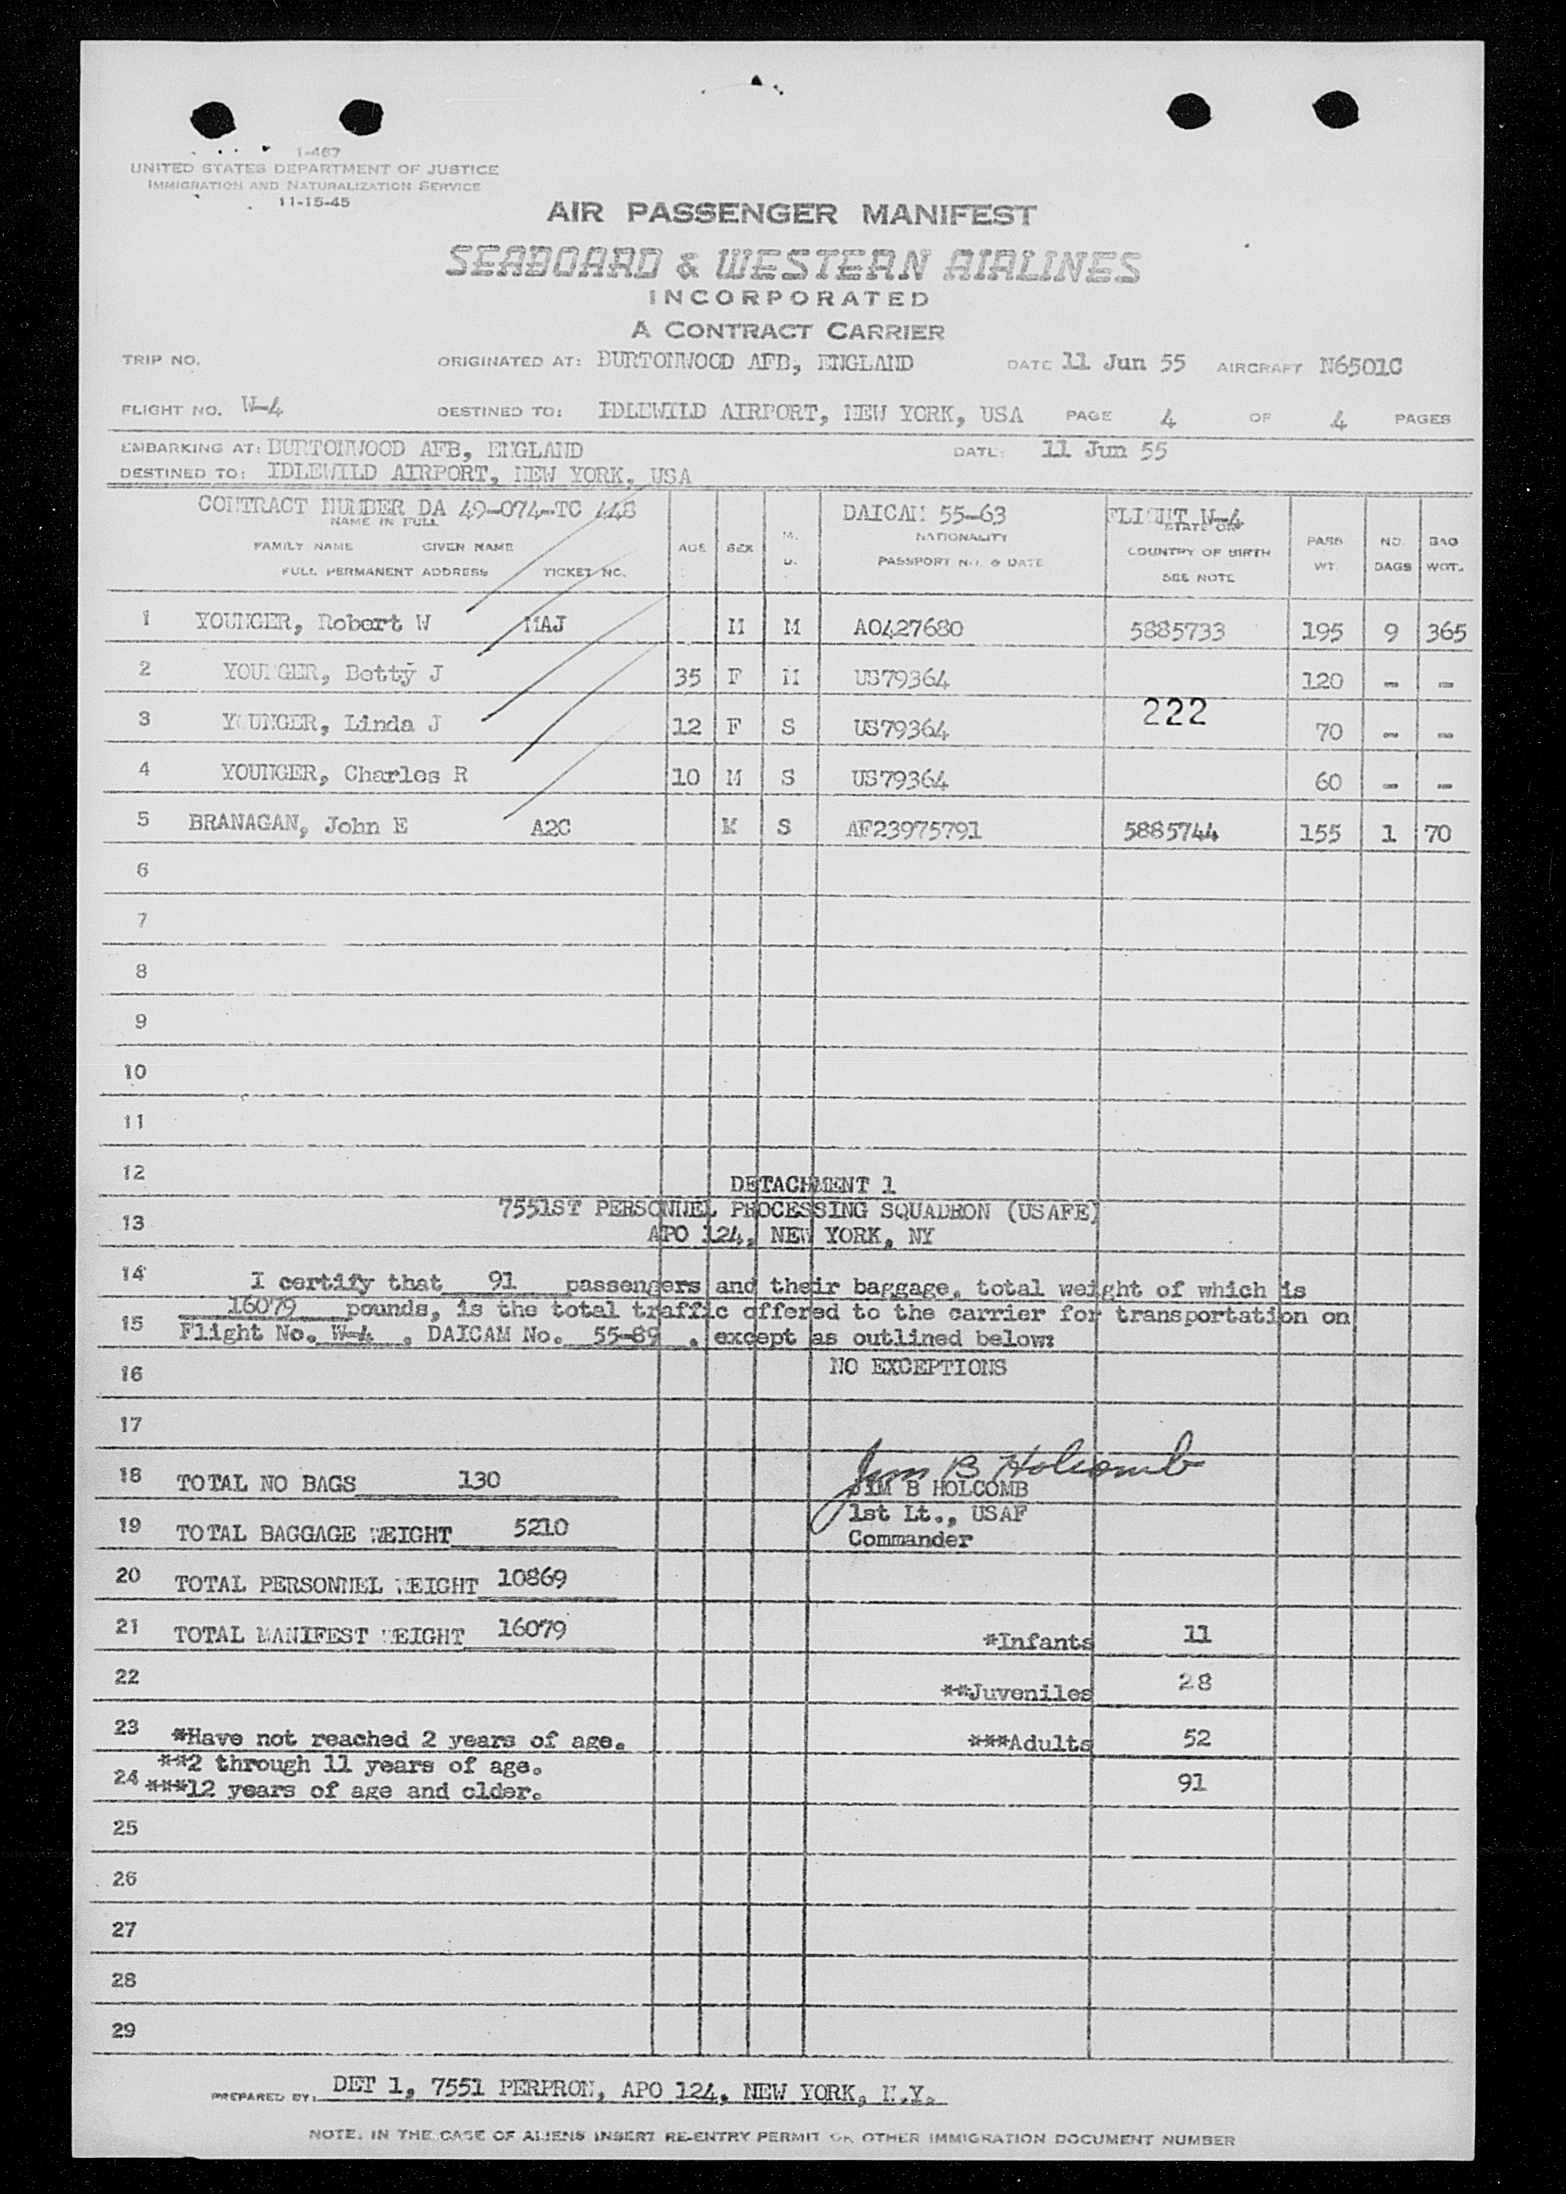 1-467
UNITED STATES DEPARTMENT OF JUSTICE
IMMIGRATION AND NATURALIZATION SERVICE
11-15-45
AIR PASSENGER MANIFEST
SEABOARD & WESTERN AIRLINES
INCORPORATED
A CONTRACT CARRIER
TRIP NO. ORIGINATED AT: BURTONWOOD AFB, ENGLAND DATE 11 Jun 55 AIRCRAFT N6501C
FLIGHT NO. W-4 DESTINED TO: IDLEWILD AIRPORT, NEW YORK, USA PAGE 4 OF 4 PAGES
EMBARKING AT: BURTONWOOD AFB, ENGLAND DATE: 11 Jun 55
DESTINED TO: IDLEWILD AIRPORT, NEW YORK, USA
CONTRACT NUMBER DA 49-074-TC 448 DAICAM 55-63 FLIGHT W-4
NAME IN FULL NATIONALITY STATE OR
FAMILY NAME GIVEN NAME AGE SEX M. PASS NO. BAG
FULL PERMANENT ADDRESS TICKET NO. D. PASSPORT NO. & DATE COUNTRY OF BIRTH WT. BAGS WGT.
SEE NOTE
1 YOUNGER, Robert W MAJ M M AO427680 5885733 195 9 365
2 YOUNGER, Betty J 35 F M US79364 120 - -
222
3 YOUNGER, Linda J 12 F S US79364 70 - -
4 YOUNGER, Charles R 10 M S US79364 60 - -
5 BRANAGAN, John E A2C M S AF23975791 5885744 155 1 70
6
7
8
9
10
11
12
DETACHMENT 1
7551ST PERSONNEL PROCESSING SQUADRON (USAFE)
13
APO 124, NEW YORK, NY
14 I certify that 91 passengers and their baggage, total weight of which is
16079 pounds, is the total traffic offered to the carrier for transportation on
15 Flight No. W-4 , DAICAM No. 55-89 , except as outlined below:
16 NO EXCEPTIONS
17
Jim B Holcomb
18 TOTAL NO BAGS 130 JIM B HOLCOMB
1st Lt., USAF
19 TOTAL BAGGAGE WEIGHT 5210 Commander
20 TOTAL PERSONNEL WEIGHT 10869
21 TOTAL MANIFEST WEIGHT 16079 *Infants 11
22 **Juveniles 28
23 *Have not reached 2 years of age. ***Adults 52
**2 through 11 years of age.
24 ***12 years of age and older. 91
25
26
27
28
29
PREPARED BY: DET 1, 7551 PERPRON, APO 124, NEW YORK, N.Y.
NOTE: IN THE CASE OF ALIENS INSERT RE-ENTRY PERMIT OR OTHER IMMIGRATION DOCUMENT NUMBER